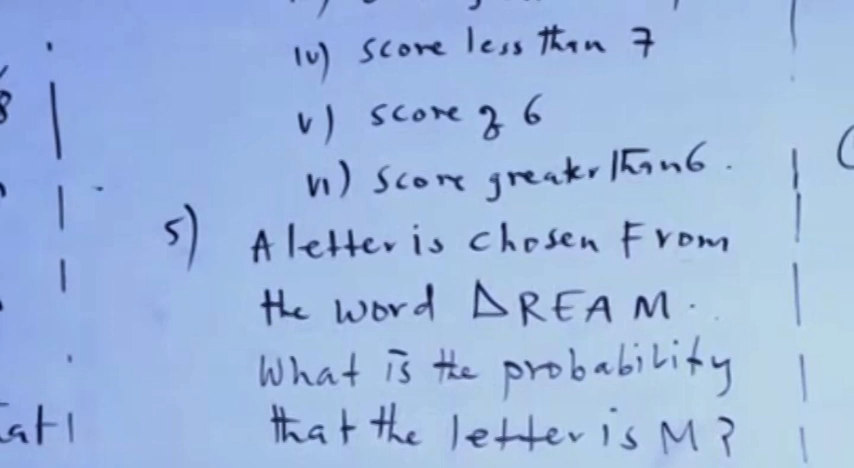 iv) score less than 7
v) score of 6
vi) score greater than 6.
5) A letter is chosen From
the word DREAM.
What is the probability
that the letter is M?